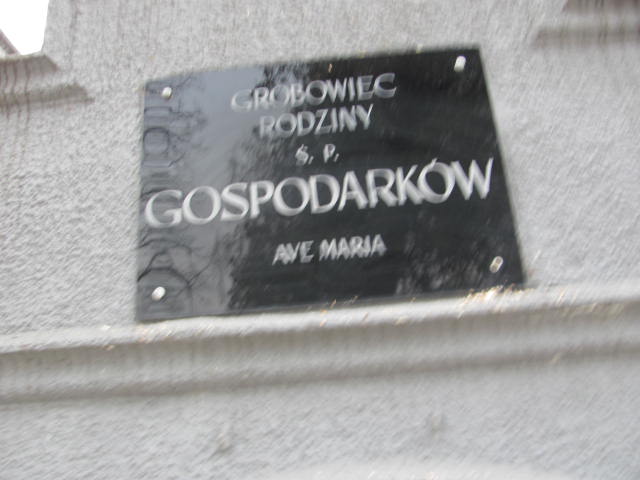 GROBOWIEC
RODZINY
Ś. P.
GOSPODARKÓW
AVE MARIA